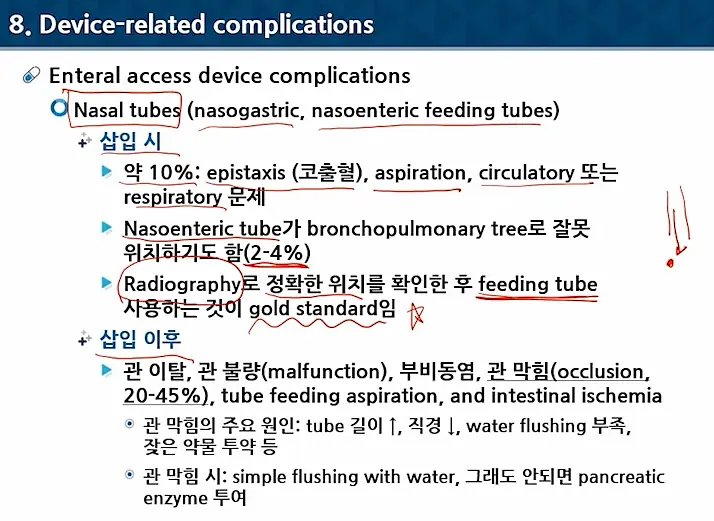 8. Device-related complications
Enteral access device complications
Nasal tubes (nasogastric, nasoenteric feeding tubes)
삽입 시
약 10%: epistaxis (코출혈), aspiration, circulatory 또는
respiratory 문제
Nasoenteric tube가 bronchopulmonary tree로 잘못
위치하기도 함(2-4%)
Radiography로 정확한 위치를 확인한 후 feeding tube
사용하는 것이 gold standard임
삽입 이후
관 이탈, 관 불량(malfunction), 부비동염, 관 막힘(occlusion,
20-45%), tube feeding aspiration, and intestinal ischemia
관 막힘의 주요 원인: tube 길이↑, 직경↓, water flushing 부족,
잦은 약물 투약 등
관 막힘 시: simple flushing with water, 그래도 안되면 pancreatic
enzyme 투여